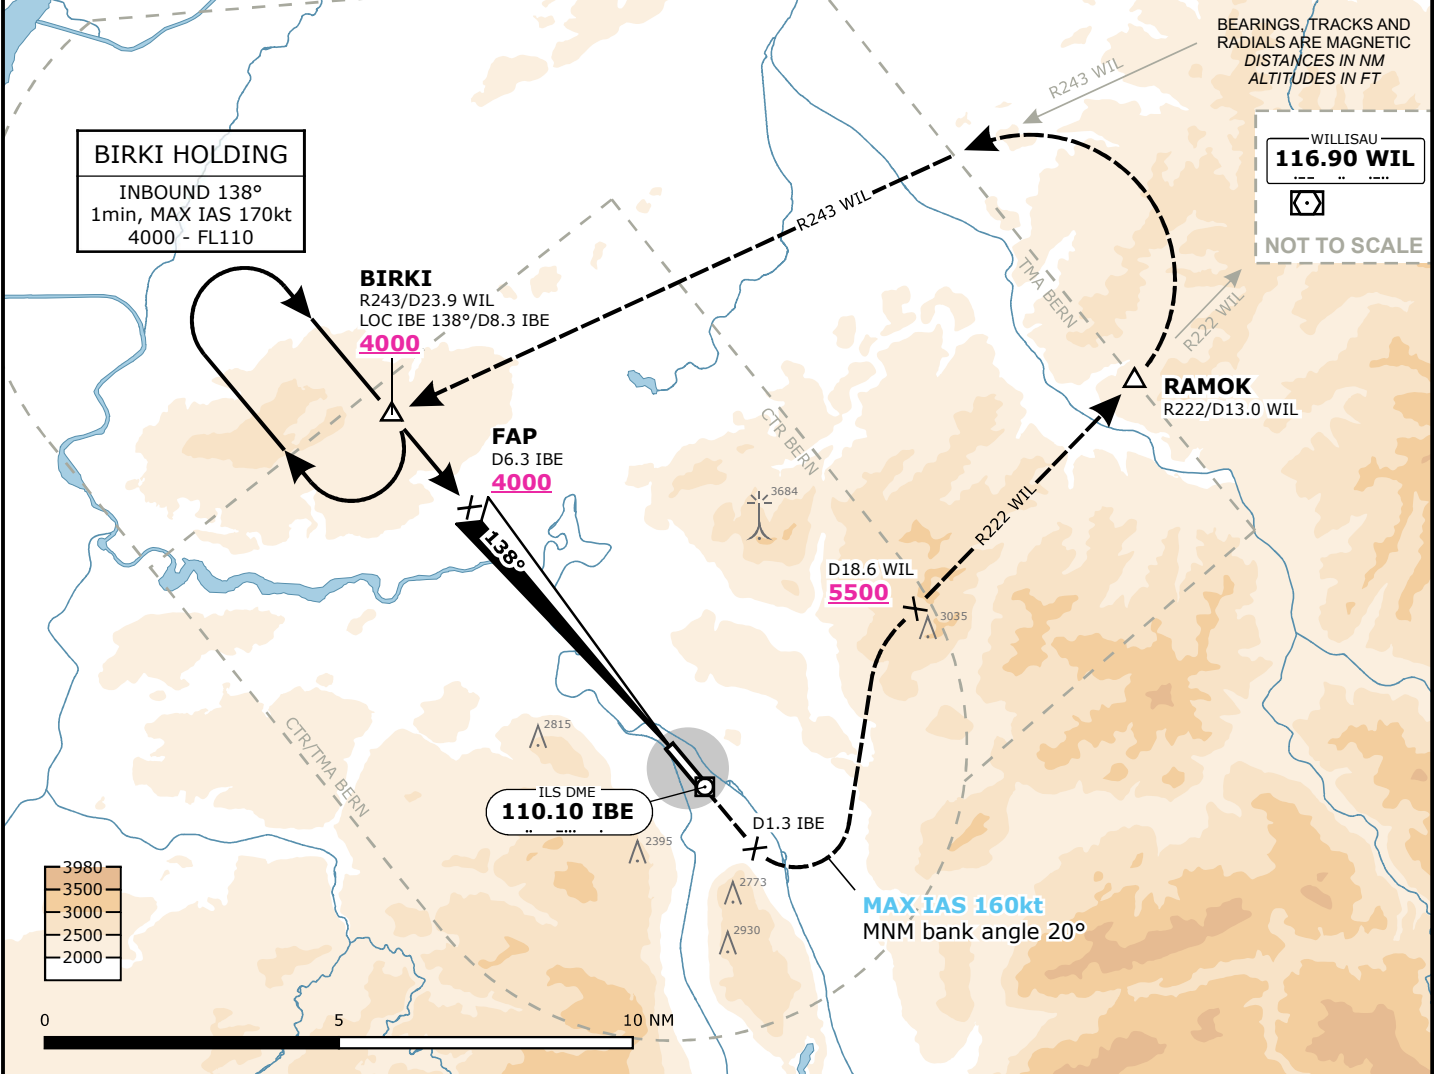 BEARINGS, TRACKS AND
RADIALS ARE MAGNETIC
DISTANCES IN NM
ALTITUDES IN FT
R243 WIL
WILLISAU
116.90 WIL
NOT TO SCALE
BIRKI HOLDING
INBOUND 138°
1min, MAX IAS 170kt
4000 - FL110
R243 WIL
BIRKI
R243/D23.9 WIL
LOC IBE 138°/D8.3 IBE
4000
TMA BERN
R222 WIL
RAMOK
R222/D13.0 WIL
CTR BERN
FAP
D6.3 IBE
4000
3684
138°
R222 WIL
D18.6 WIL
5500
3035
CTR/TMA BERN
2815
ILS DME
110.10 IBE
D1.3 IBE
2395
2773
2930
MAX IAS 160kt
MNM bank angle 20°
3980
3500
3000
2500
2000
0 5 10 NM